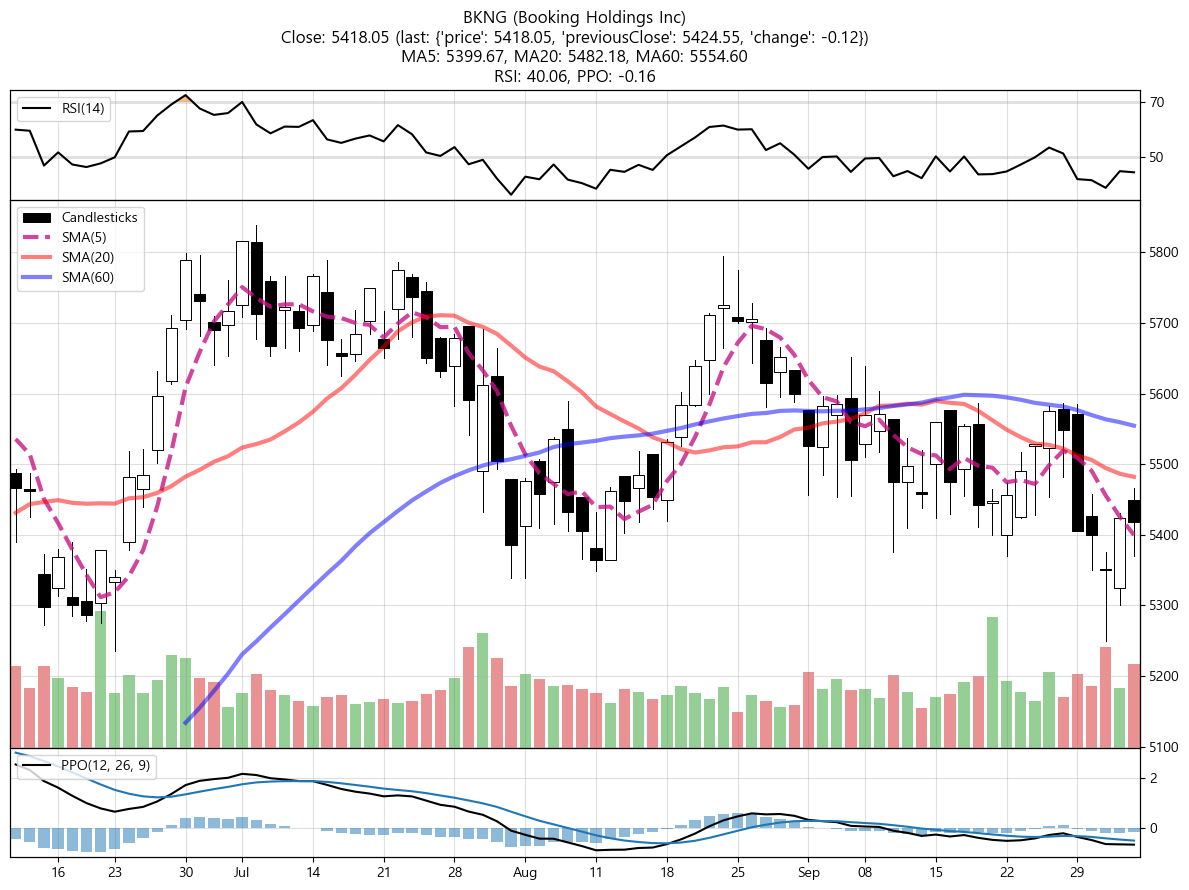 BKNG (Booking Holdings Inc)
Close: 5418.05 (last: {'price': 5418.05, 'previousClose': 5424.55, 'change': -0.12})
MA5: 5399.67, MA20: 5482.18, MA60: 5554.60
RSI: 40.06, PPO: -0.16
RSI(14)
70
50
Candlesticks
SMA(5)
SMA(20)
SMA(60)
5800
5700
5600
5500
5400
5300
5200
5100
PPO(12, 26, 9)
2
0
16 23 30 Jul 14 21 28 Aug 11 18 25 Sep 08 15 22 29